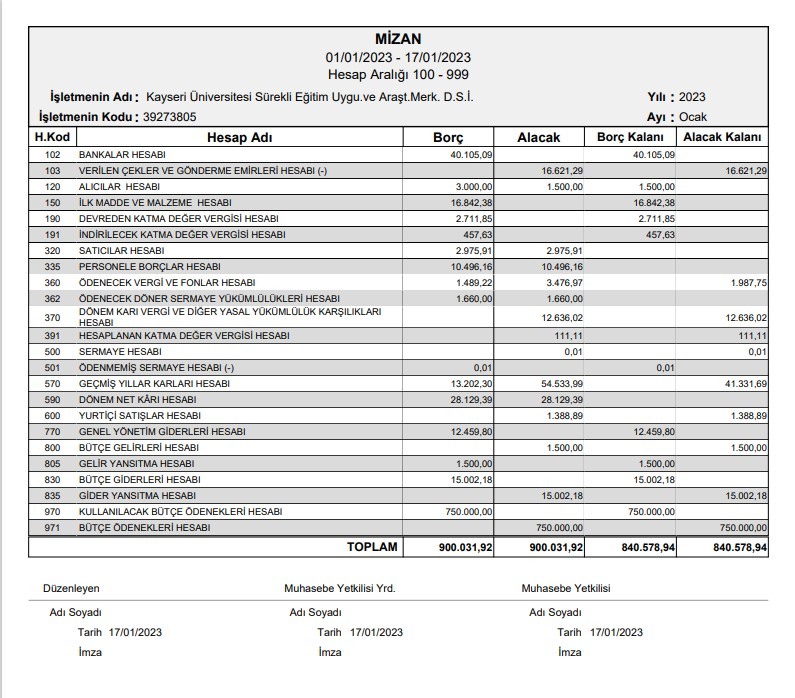 MİZAN
01/01/2023 - 17/01/2023
Hesap Aralığı 100 - 999
İşletmenin Adı : Kayseri Üniversitesi Sürekli Eğitim Uygu.ve Araşt.Merk. D.S.İ. Yılı : 2023
İşletmenin Kodu : 39273805 Ayı : Ocak
H.Kod Hesap Adı Borç Alacak Borç Kalanı Alacak Kalanı
102 BANKALAR HESABI 40.105,09 40.105,09
103 VERİLEN ÇEKLER VE GÖNDERME EMİRLERİ HESABI (-) 16.621,29 16.621,29
120 ALICILAR HESABI 3.000,00 1.500,00 1.500,00
150 İLK MADDE VE MALZEME HESABI 16.842,38 16.842,38
190 DEVREDEN KATMA DEĞER VERGİSİ HESABI 2.711,85 2.711,85
191 İNDİRİLECEK KATMA DEĞER VERGİSİ HESABI 457,63 457,63
320 SATICILAR HESABI 2.975,91 2.975,91
335 PERSONELE BORÇLAR HESABI 10.496,16 10.496,16
360 ÖDENECEK VERGİ VE FONLAR HESABI 1.489,22 3.476,97 1.987,75
362 ÖDENECEK DÖNER SERMAYE YÜKÜMLÜLÜKLERİ HESABI 1.660,00 1.660,00
370 DÖNEM KARI VERGİ VE DİĞER YASAL YÜKÜMLÜLÜK KARŞILIKLARI 12.636,02 12.636,02
HESABI
391 HESAPLANAN KATMA DEĞER VERGİSİ HESABI 111,11 111,11
500 SERMAYE HESABI 0,01 0,01
501 ÖDENMEMİŞ SERMAYE HESABI (-) 0,01 0,01
570 GEÇMİŞ YILLAR KARLARI HESABI 13.202,30 54.533,99 41.331,69
590 DÖNEM NET KÂRI HESABI 28.129,39 28.129,39
600 YURTİÇİ SATIŞLAR HESABI 1.388,89 1.388,89
770 GENEL YÖNETİM GİDERLERİ HESABI 12.459,80 12.459,80
800 BÜTÇE GELİRLERİ HESABI 1.500,00 1.500,00
805 GELİR YANSITMA HESABI 1.500,00 1.500,00
830 BÜTÇE GİDERLERİ HESABI 15.002,18 15.002,18
835 GİDER YANSITMA HESABI 15.002,18 15.002,18
970 KULLANILACAK BÜTÇE ÖDENEKLERİ HESABI 750.000,00 750.000,00
971 BÜTÇE ÖDENEKLERİ HESABI 750.000,00 750.000,00
TOPLAM 900.031,92 900.031,92 840.578,94 840.578,94
Düzenleyen Muhasebe Yetkilisi Yrd. Muhasebe Yetkilisi
Adı Soyadı Adı Soyadı Adı Soyadı
Tarih 17/01/2023 Tarih 17/01/2023 Tarih 17/01/2023
İmza İmza İmza